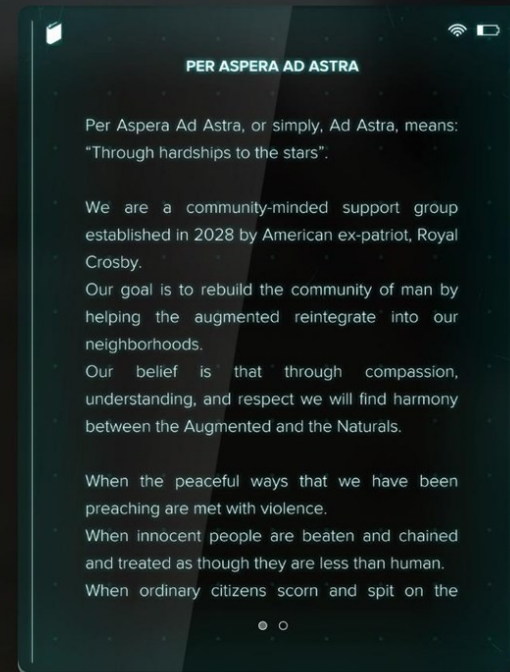 PER ASPERA AD ASTRA
Per Aspera Ad Astra, or simply, Ad Astra, means:
“Through hardships to the stars”.
We are a community-minded support group
established in 2028 by American ex-patriot, Royal
Crosby.
Our goal is to rebuild the community of man by
helping the augmented reintegrate into our
neighborhoods.
Our belief is that through compassion,
understanding, and respect we will find harmony
between the Augmented and the Naturals.
When the peaceful ways that we have been
preaching are met with violence.
When innocent people are beaten and chained
and treated as though they are less than human.
When ordinary citizens scorn and spit on the